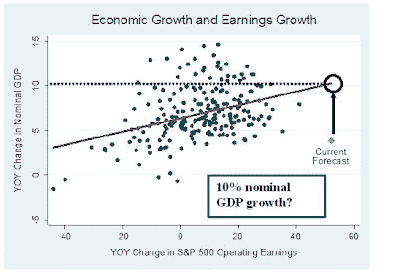 Economic Growth and Earnings Growth
YOY Change in Nominal GDP
15
10
5
0
-5
Current
Forecast
10% nominal
GDP growth?
40
20
0
20
40
60
YOY Change in S&P 500 Operating Earnings